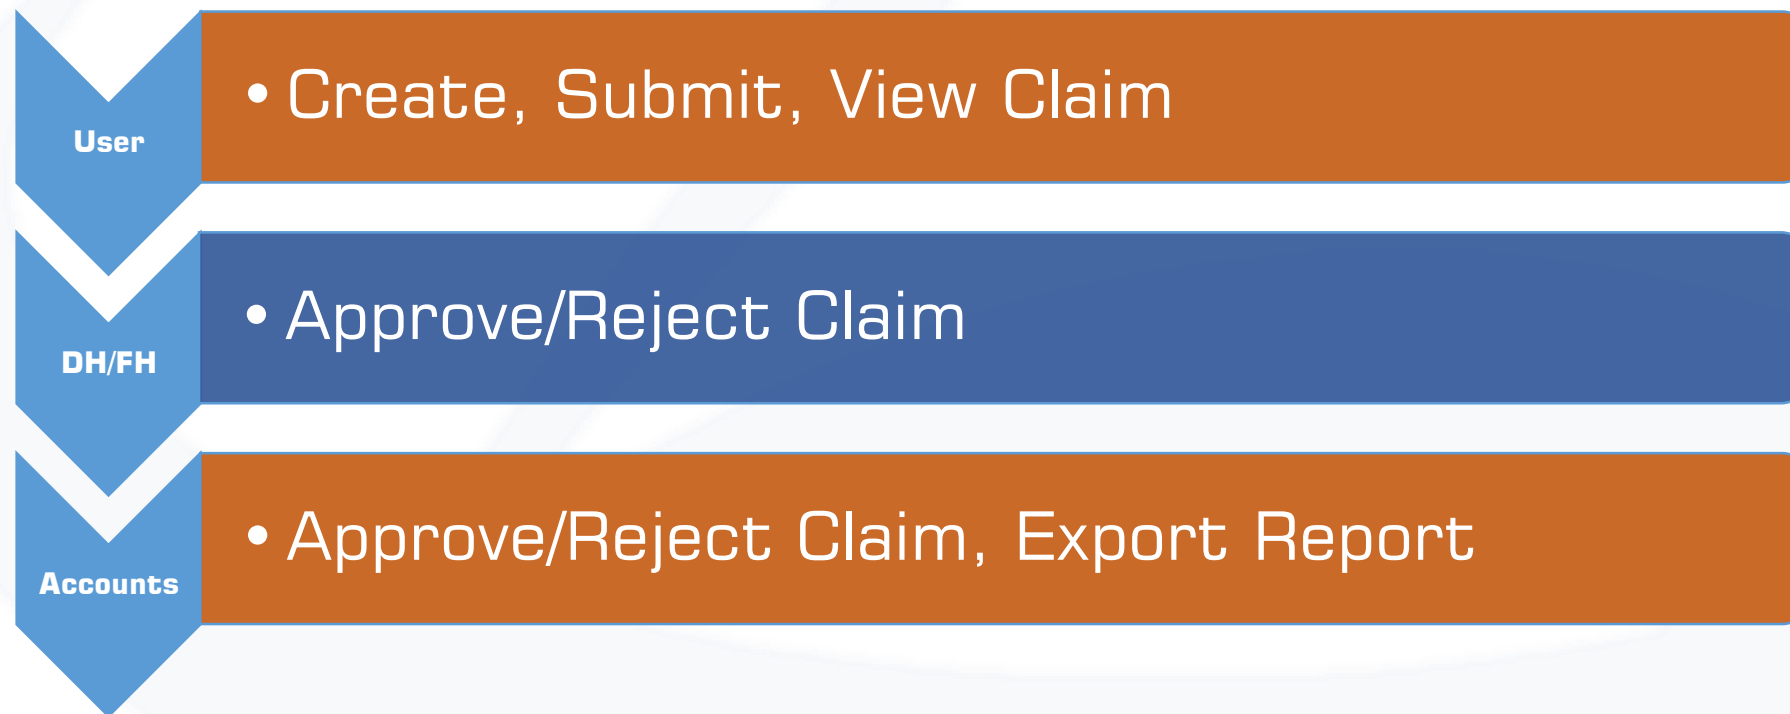 User
• Create, Submit, View Claim
DH/FH
• Approve/Reject Claim
Accounts
• Approve/Reject Claim, Export Report